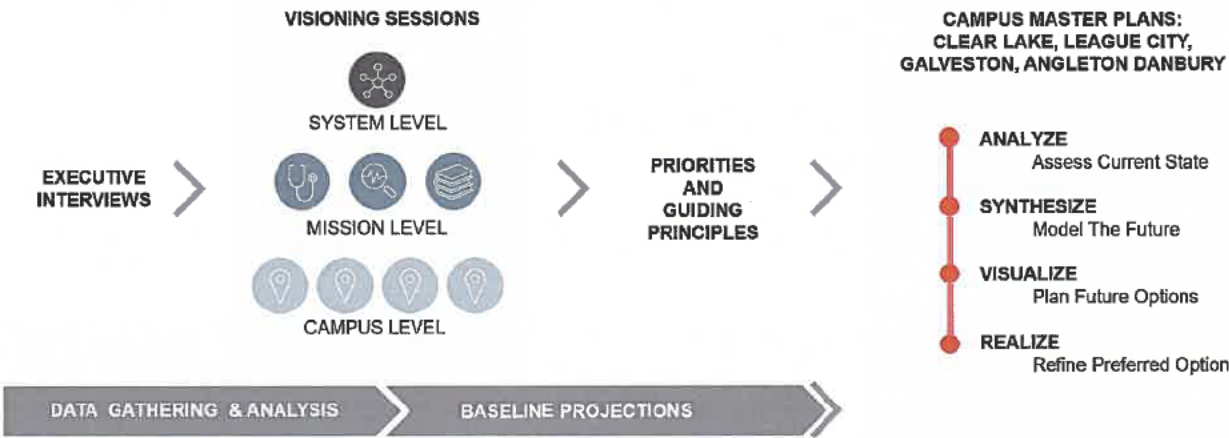 VISIONING SESSIONS
SYSTEM LEVEL
MISSION LEVEL
CAMPUS LEVEL
EXECUTIVE
INTERVIEWS
PRIORITIES
AND
GUIDING
PRINCIPLES
CAMPUS MASTER PLANS:
CLEAR LAKE, LEAGUE CITY,
GALVESTON, ANGLETON DANBURY
ANALYZE
Assess Current State
SYNTHESIZE
Model The Future
VISUALIZE
Plan Future Options
REALIZE
Refine Preferred Option
DATA GATHERING & ANALYSIS
BASELINE PROJECTIONS